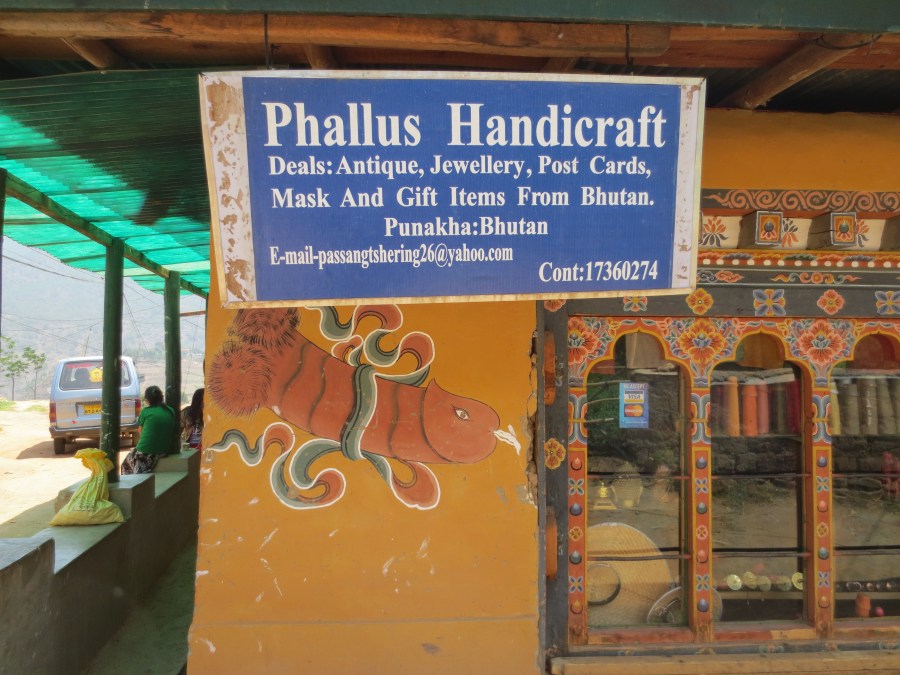 Phallus Handicraft
Deals: Antique, Jewellery, Post Cards,
Mask And Gift Items From Bhutan.
Punakha:Bhutan
E-mail-passangtshering26@yahoo.com
Cont:17360274
VISA